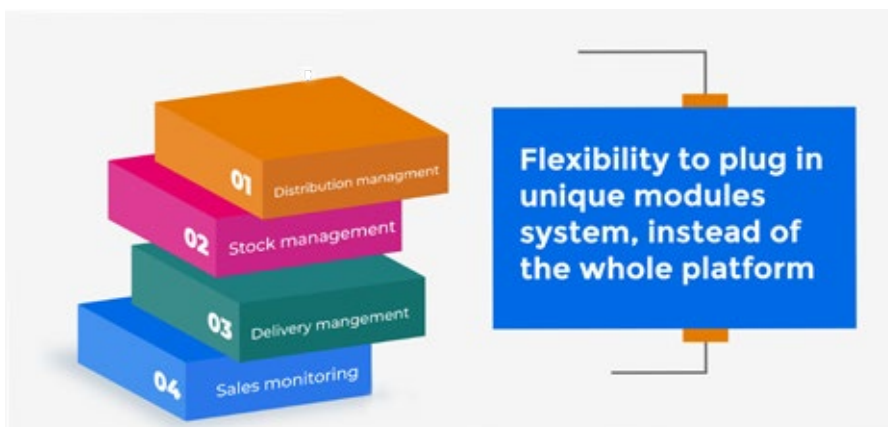 01 Distribution managment
02 Stock management
03 Delivery mangement
04 Sales monitoring
Flexibility to plug in
unique modules
system, instead of
the whole platform